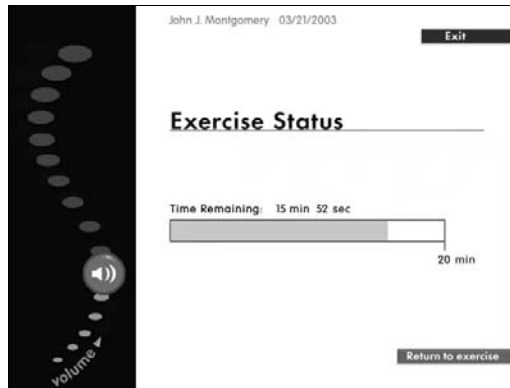 John J. Montgomery 03/21/2003
Exit
Exercise Status
Time Remaining: 15 min 52 sec
20 min
Return to exercise
volume